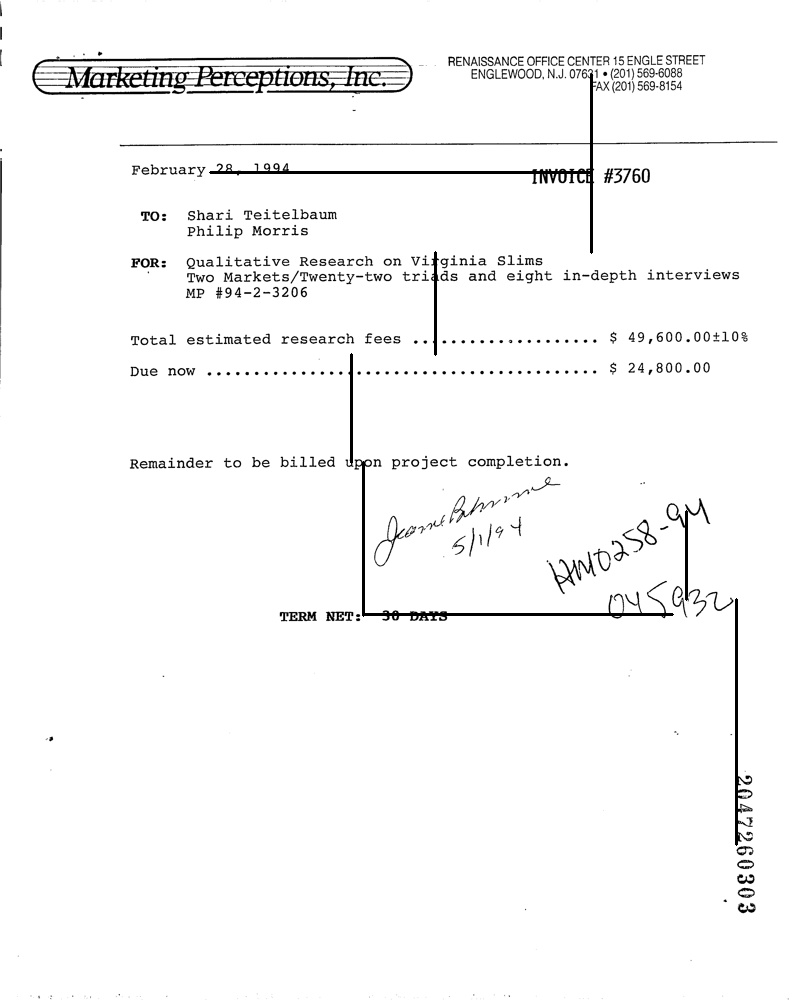 Marketing Perceptions, Inc.
RENAISSANCE OFFICE CENTER 15 ENGLE STREET
ENGLEWOOD, N.J. 07631 • (201) 569-6088
FAX (201) 569-8154
February 28, 1994
INVOICE #3760
TO: Shari Teitelbaum
Philip Morris
FOR: Qualitative Research on Virginia Slims
Two Markets/Twenty-two triads and eight in-depth interviews
MP #94-2-3206
Total estimated research fees .................... $ 49,600.00±10%
Due now .......................................... $ 24,800.00
Remainder to be billed upon project completion.
5/1/94
0258-94
045932
TERM NET: 30 DAYS
2047260303